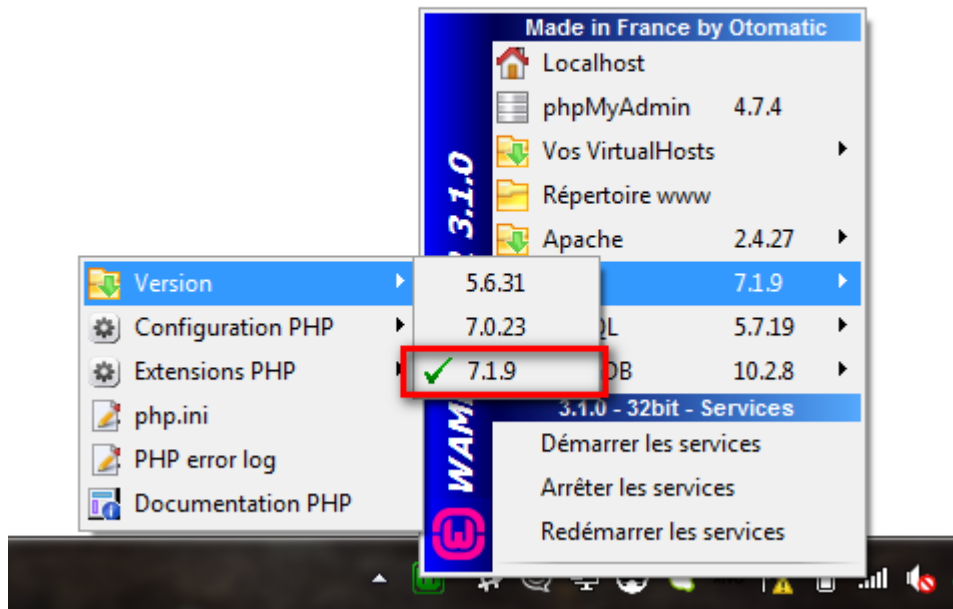 Made in France by Otomatic
Localhost
phpMyAdmin 4.7.4
Vos VirtualHosts
Répertoire www
Apache 2.4.27
7.1.9
QL 5.7.19
DB 10.2.8
3.1.0 - 32bit - Services
Démarrer les services
Arrêter les services
Redémarrer les services
WAM
R 3.1.0
Version
Configuration PHP
Extensions PHP
php.ini
PHP error log
Documentation PHP
5.6.31
7.0.23
7.1.9